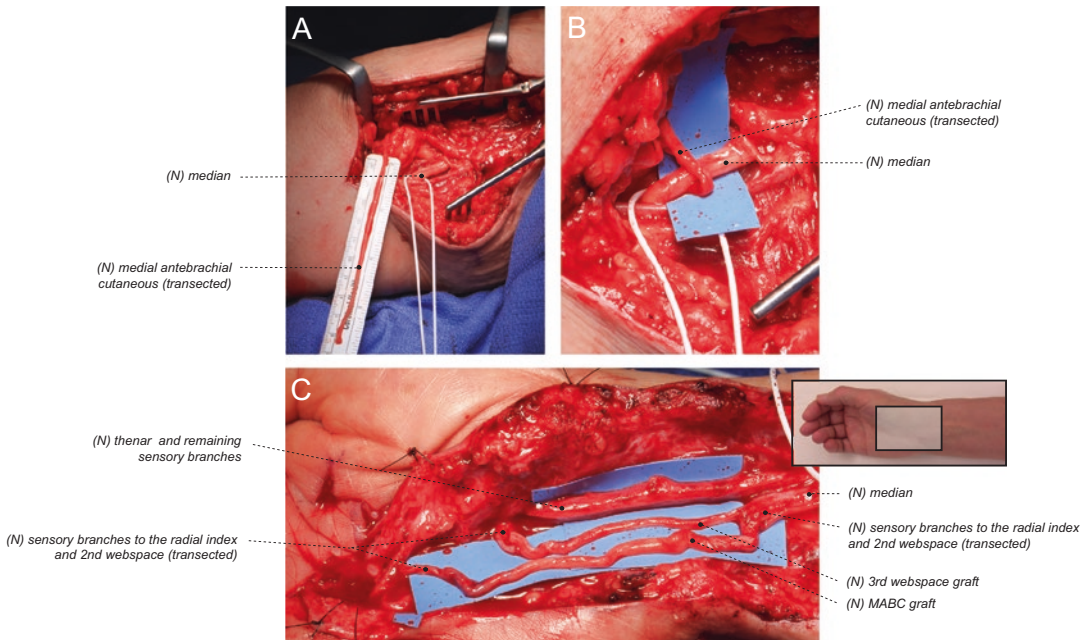 A
B
(N) medial antebrachial
cutaneous (transected)
(N) median
(N) median
(N) medial antebrachial
cutaneous (transected)
C
(N) thenar and remaining
sensory branches
(N) median
(N) sensory branches to the radial index
and 2nd webspace (transected)
(N) sensory branches to the radial index
and 2nd webspace (transected)
(N) 3rd webspace graft
(N) MABC graft